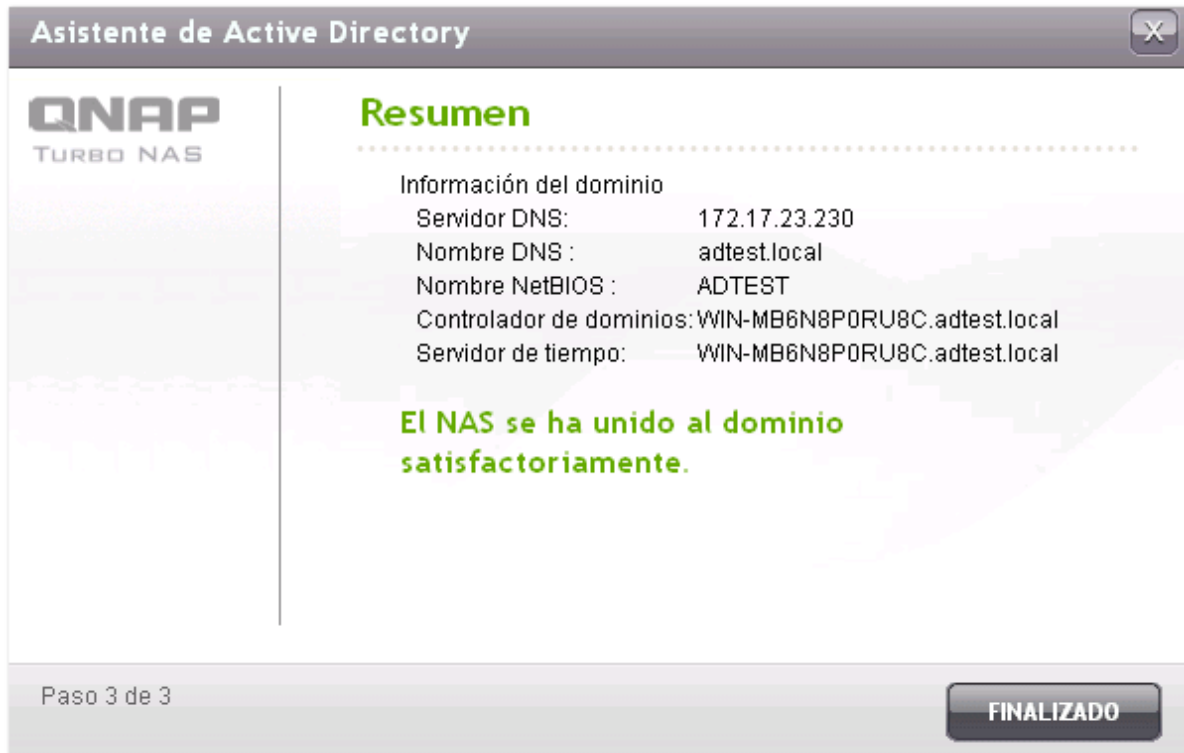 Asistente de Active Directory
X
QNAP
TURBO NAS
Resumen
Información del dominio
Servidor DNS: 172.17.23.230
Nombre DNS : adtest.local
Nombre NetBIOS : ADTEST
Controlador de dominios: WIN-MB6N8P0RU8C.adtest.local
Servidor de tiempo: WIN-MB6N8P0RU8C.adtest.local
El NAS se ha unido al dominio
satisfactoriamente.
Paso 3 de 3
FINALIZADO